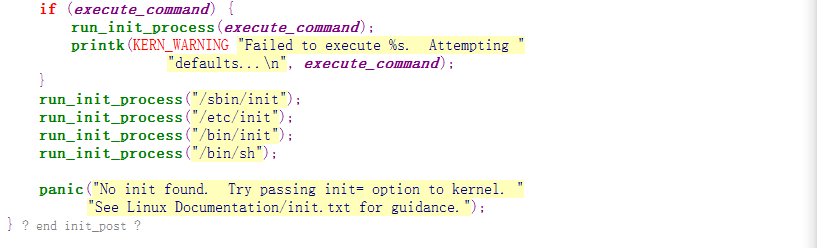 if (execute_command) {
run_init_process(execute_command);
printk(KERN_WARNING "Failed to execute %s.  Attempting "
"defaults...\n", execute_command);
}
run_init_process("/sbin/init");
run_init_process("/etc/init");
run_init_process("/bin/init");
run_init_process("/bin/sh");
panic("No init found.  Try passing init= option to kernel. "
"See Linux Documentation/init.txt for guidance.");
} ? end init_post ?